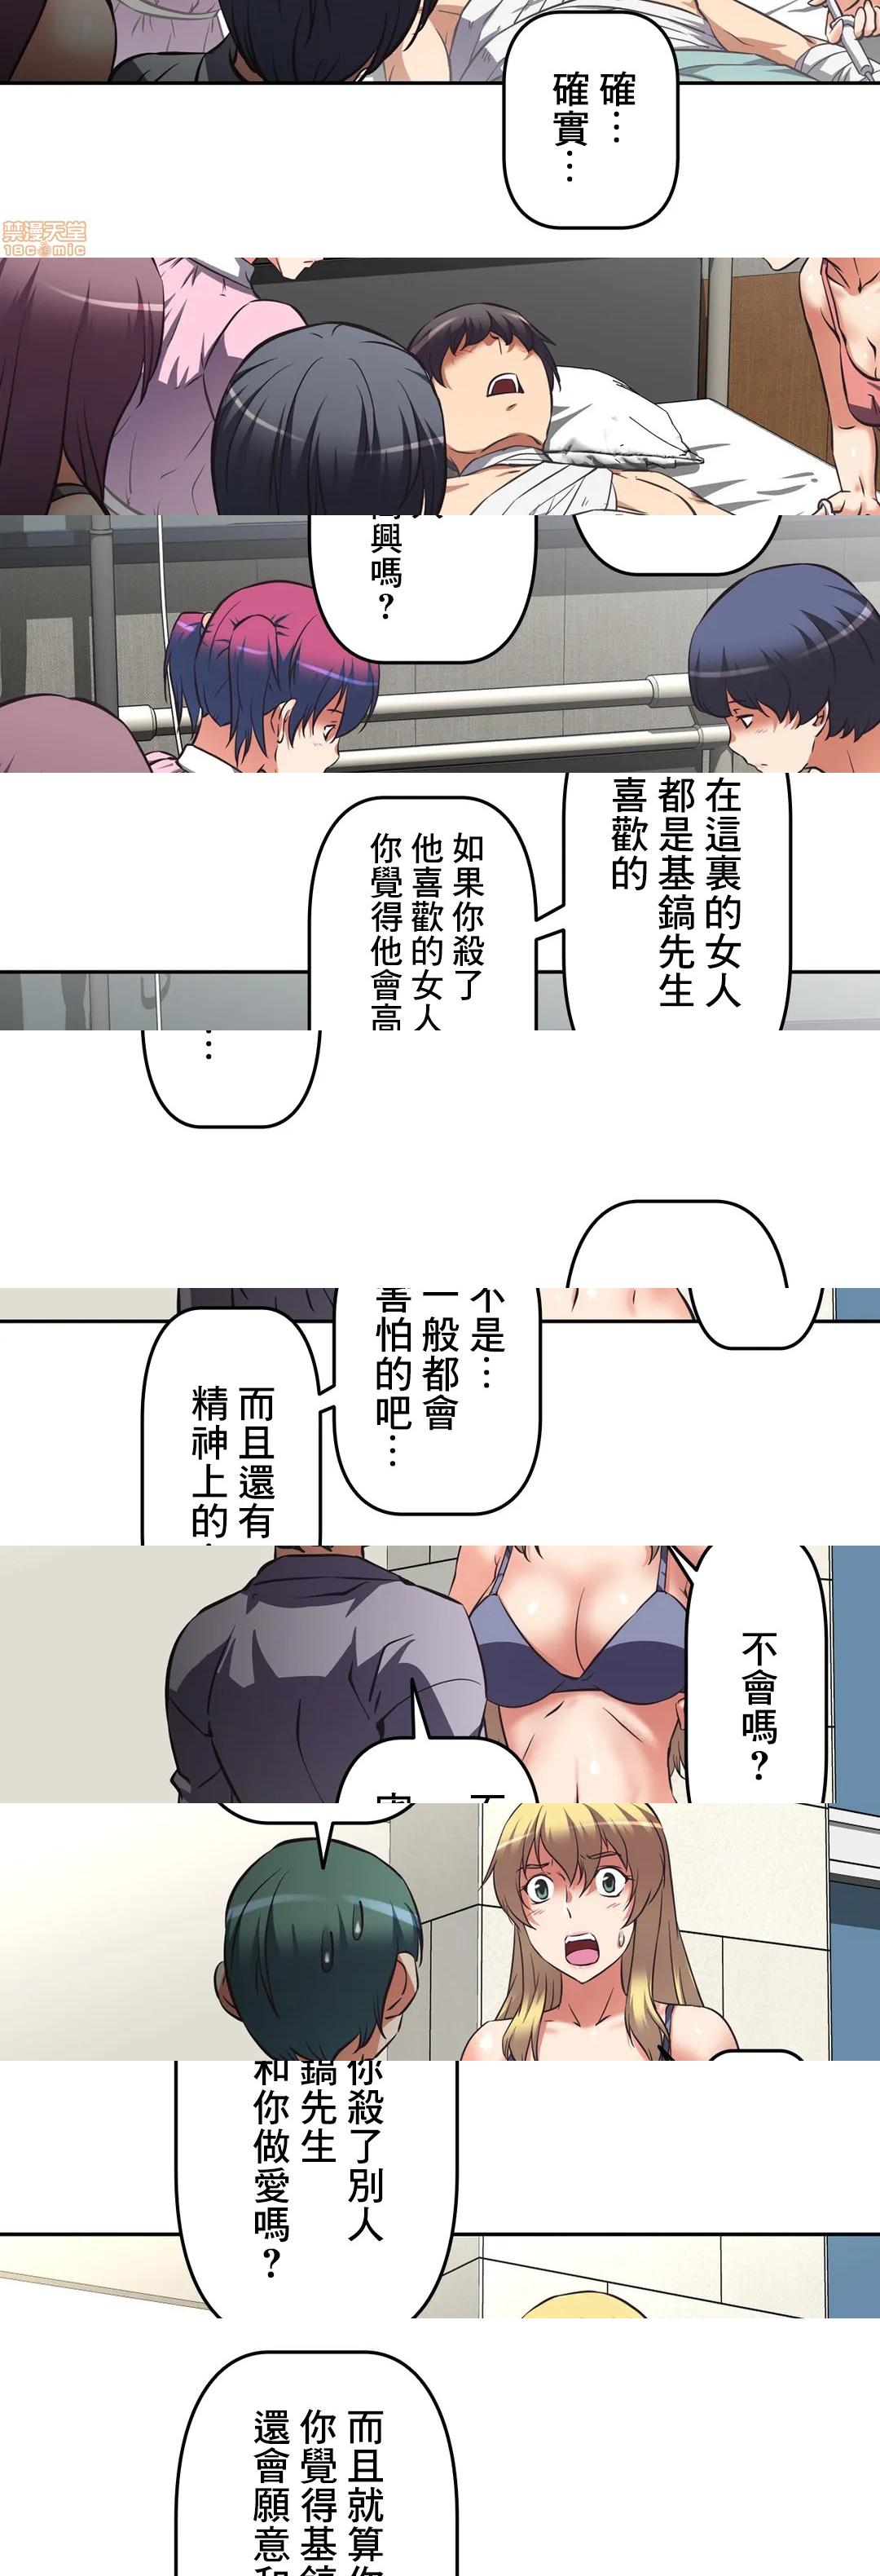 確⋯
確實⋯
禁漫天堂
18comic
興嗎？
在這裏的女人
都是基鎬先生
喜歡的
如果你殺了
他喜歡的女人
你覺得他會高
⋯
不是⋯
一般都會
害怕的吧⋯
而且還有
精神上的
不會嗎？
你殺了別人
鎬先生
和你做愛嗎？
而且就算你
你覺得基鎬
還會願意和